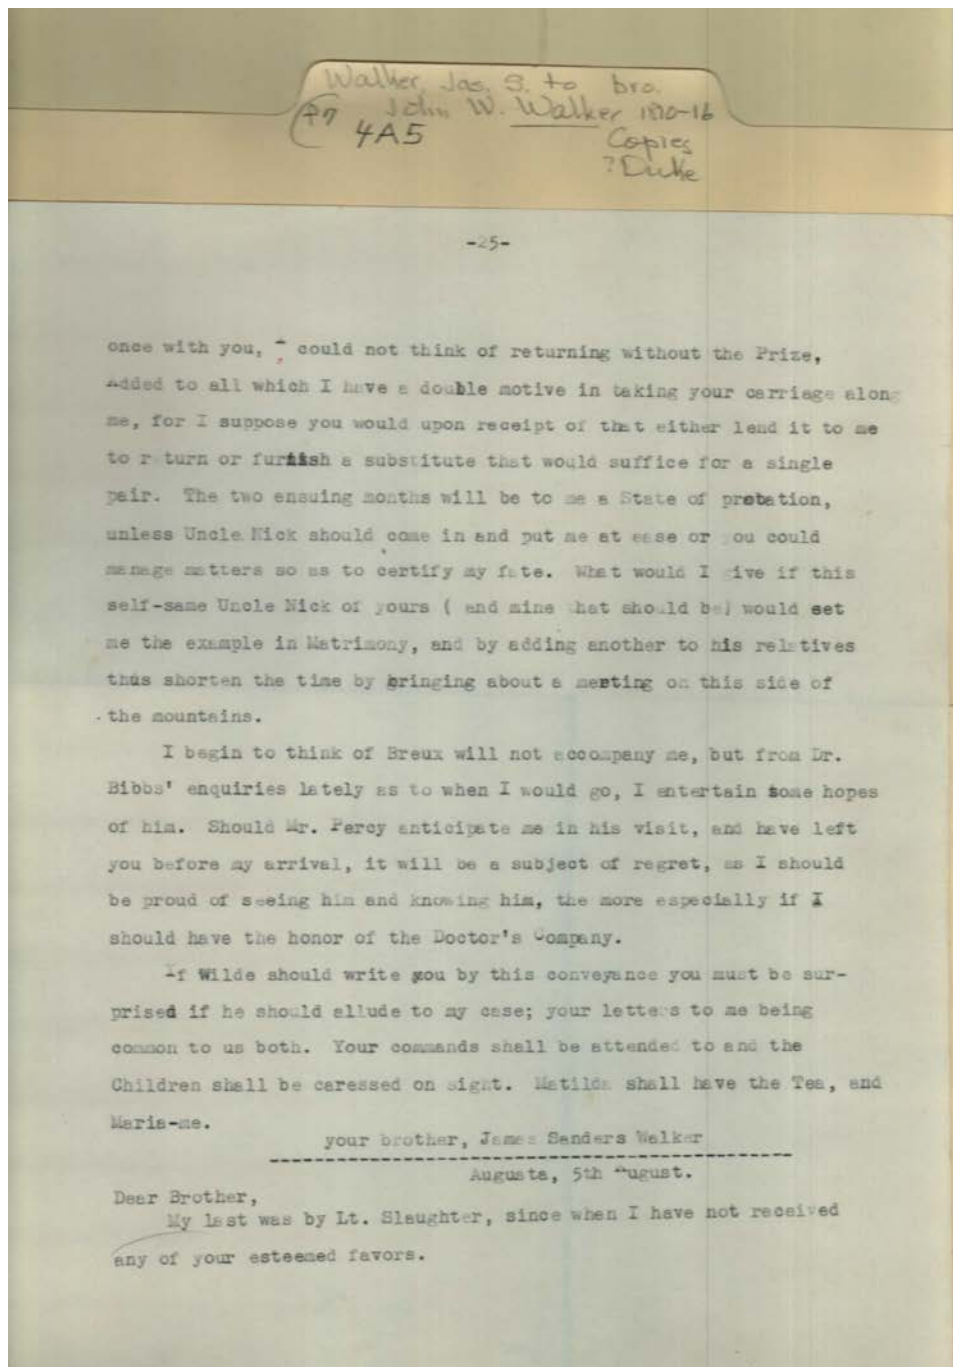 Walker, Jas. S. to bro.
John W. Walker 1810-16
4A5
Copies
? Duke
-25-
once with you, I could not think of returning without the Prize,
Added to all which I have a double motive in taking your carriage along
me, for I suppose you would upon receipt of that either lend it to me
to r turn or furnish a substitute that would suffice for a single
pair. The two ensuing months will be to me a State of probation,
unless Uncle Nick should come in and put me at ease or you could
manage matters so as to certify my fate. What would I give if this
self-same Uncle Nick of yours ( and mine that should be) would set
me the example in Matrimony, and by adding another to his relatives
thus shorten the time by bringing about a meeting on this side of
the mountains.
I begin to think of Breux will not accompany me, but from Dr.
Bibbs' enquiries lately as to when I would go, I entertain some hopes
of him. Should Mr. Percy anticipate me in his visit, and have left
you before my arrival, it will be a subject of regret, as I should
be proud of seeing him and knowing him, the more especially if I
should have the honor of the Doctor's Company.
If Wilde should write you by this conveyance you must be sur-
prised if he should allude to my case; your letters to me being
common to us both. Your commands shall be attended to and the
Children shall be caressed on sight. Matilda shall have the Tea, and
Maria-me.
your brother, James Sanders Walker
Augusta, 5th August.
Dear Brother,
My last was by Lt. Slaughter, since when I have not received
any of your esteemed favors.